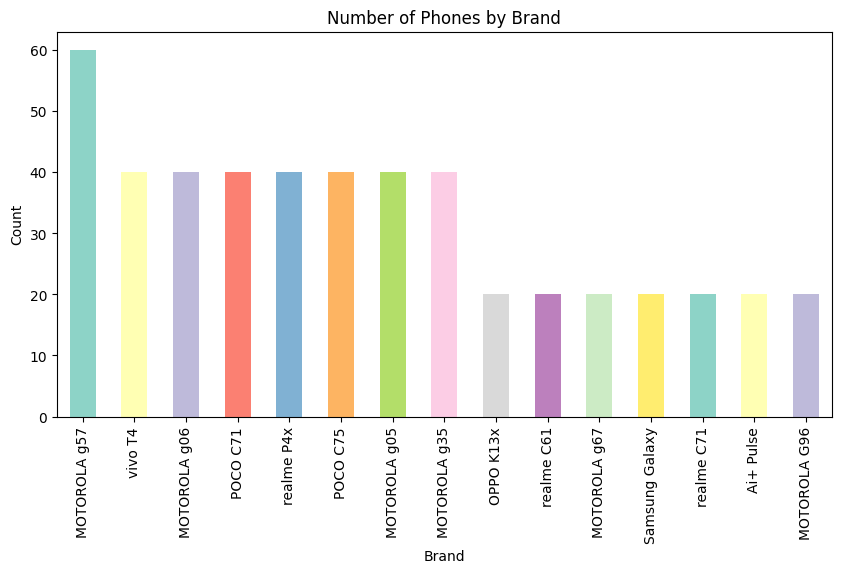 Number of Phones by Brand
Count
60
50
40
30
20
10
0
MOTOROLA g57
vivo T4
MOTOROLA g06
POCO C71
realme P4x
POCO C75
MOTOROLA g05
MOTOROLA g35
OPPO K13x
realme C61
MOTOROLA g67
Samsung Galaxy
realme C71
Ai+ Pulse
MOTOROLA G96
Brand